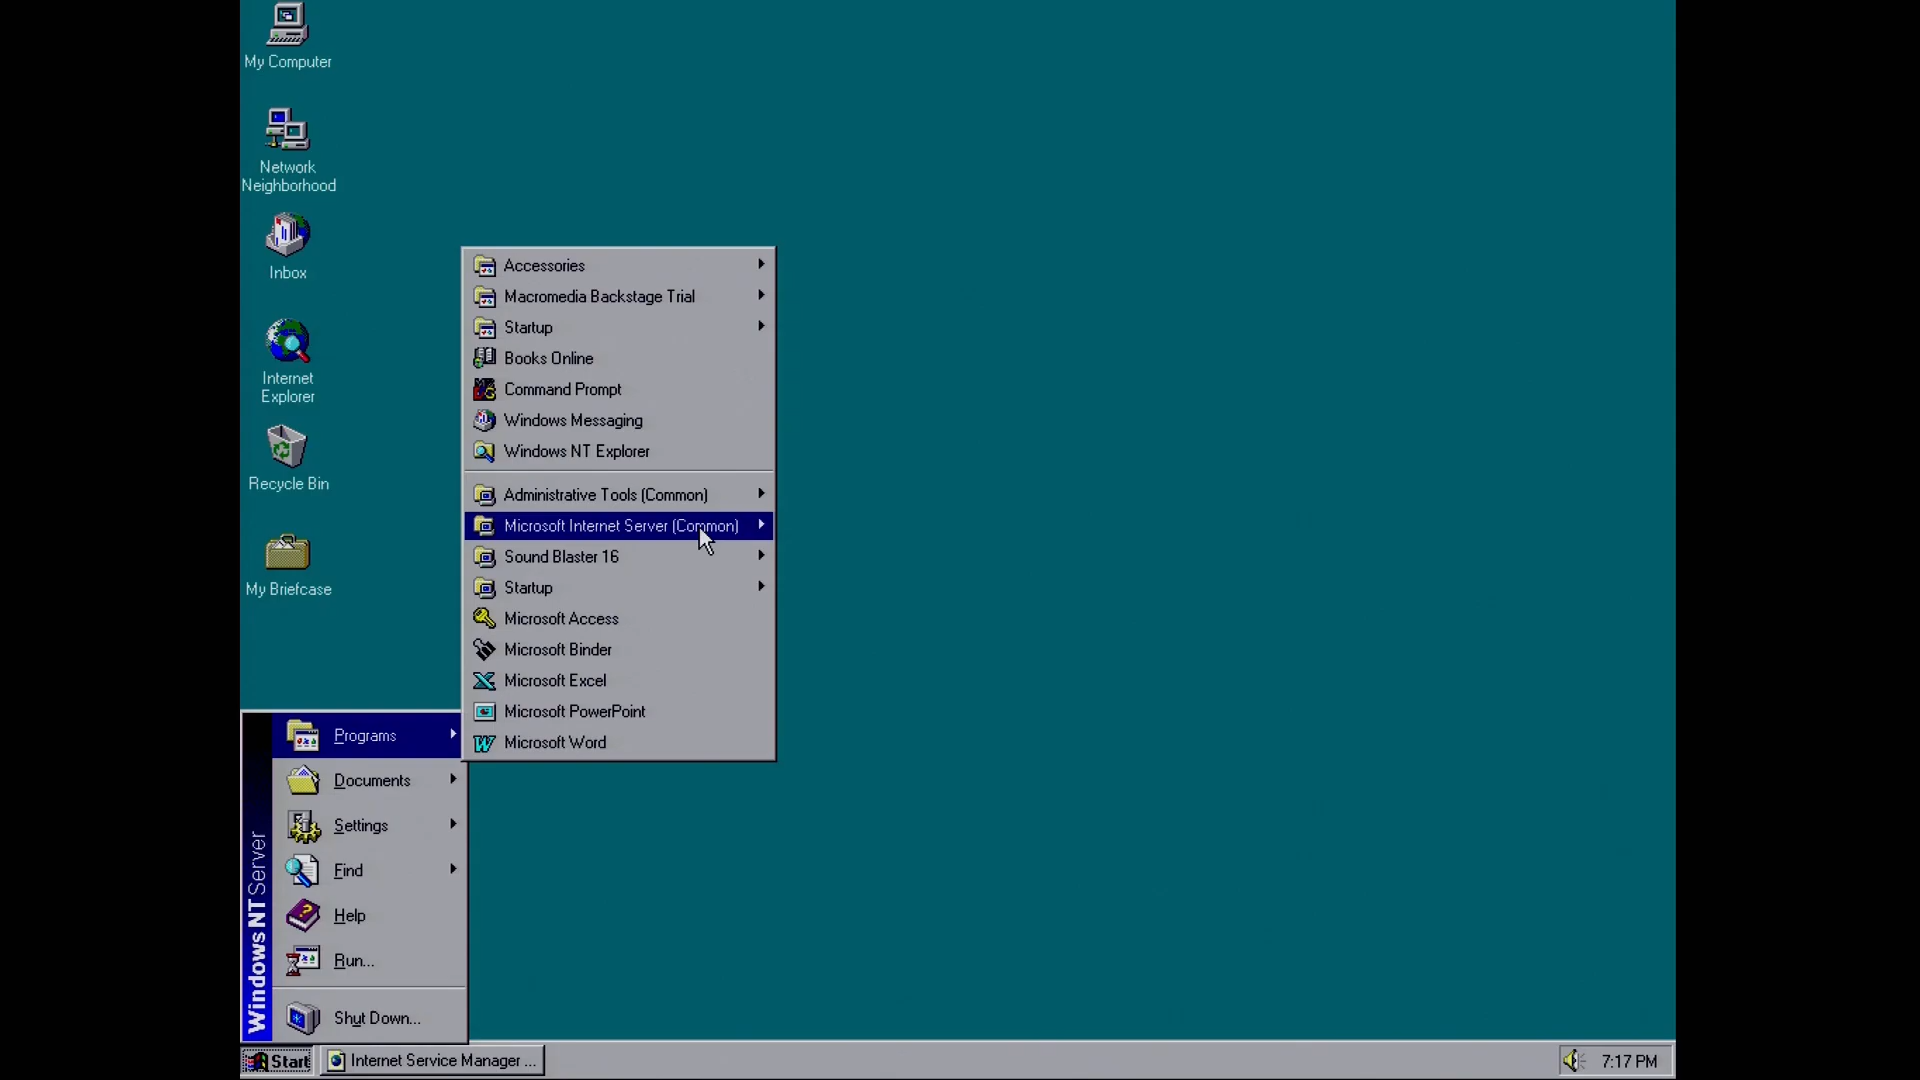 My Computer
Network
Neighborhood
Inbox
Internet
Explorer
Recycle Bin
My Briefcase
Accessories
Macromedia Backstage Trial
Startup
Books Online
Command Prompt
Windows Messaging
Windows NT Explorer
Administrative Tools (Common)
Microsoft Internet Server (Common)
Sound Blaster 16
Startup
Microsoft Access
Microsoft Binder
Microsoft Excel
Microsoft PowerPoint
Microsoft Word
Programs
Documents
Settings
Find
Help
Run...
Shut Down...
Windows NT Server
Start
Internet Service Manager ...
7:17 PM